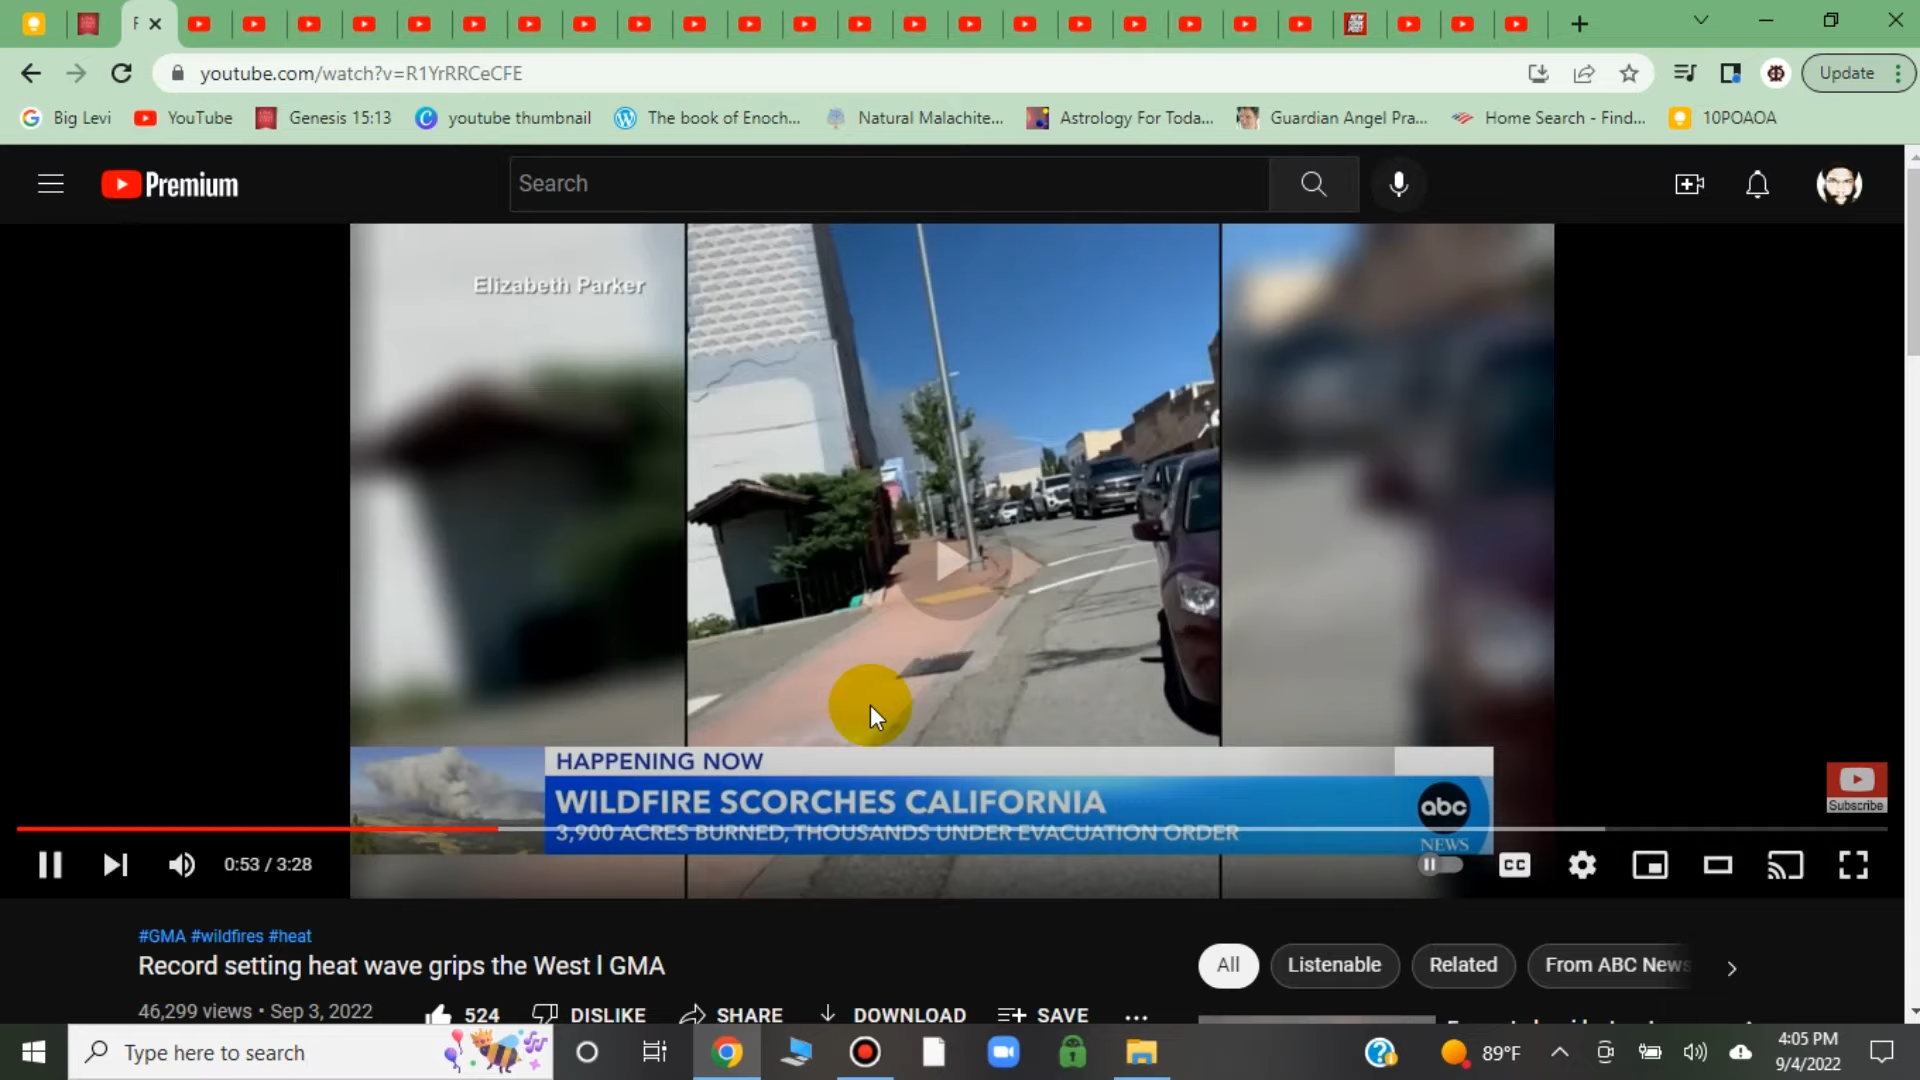 youtube.com/watch?v=R1YrRRCeCFE
Update
Big Levi
YouTube
Genesis 15:13
youtube thumbnail
The book of Enoch...
Natural Malachite...
Astrology For Toda...
Guardian Angel Pra...
Home Search - Find...
10POAOA
Premium
Search
Elizabeth Parker
HAPPENING NOW
WILDFIRE SCORCHES CALIFORNIA
3,900 ACRES BURNED, THOUSANDS UNDER EVACUATION ORDER
abc
NEWS
Subscribe
0:53 / 3:28
CC
#GMA #wildfires #heat
Record setting heat wave grips the West l GMA
46,299 views • Sep 3, 2022
524
DISLIKE
SHARE
DOWNLOAD
SAVE
All
Listenable
Related
From ABC News
Type here to search
89°F
4:05 PM
9/4/2022